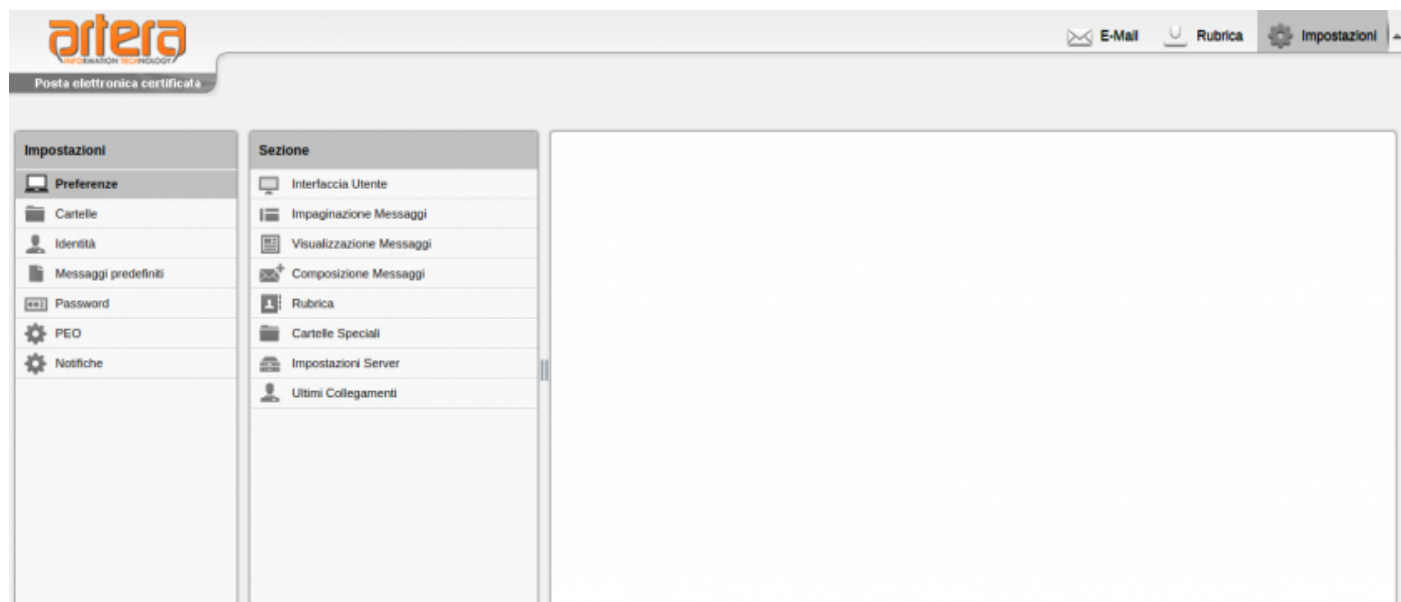 artera
INFORMATION TECHNOLOGY
Posta elettronica certificata
E-Mail
Rubrica
Impostazioni
Impostazioni
Preferenze
Cartelle
Identità
Messaggi predefiniti
Password
PEO
Notifiche
Sezione
Interfaccia Utente
Impaginazione Messaggi
Visualizzazione Messaggi
Composizione Messaggi
Rubrica
Cartelle Speciali
Impostazioni Server
Ultimi Collegamenti